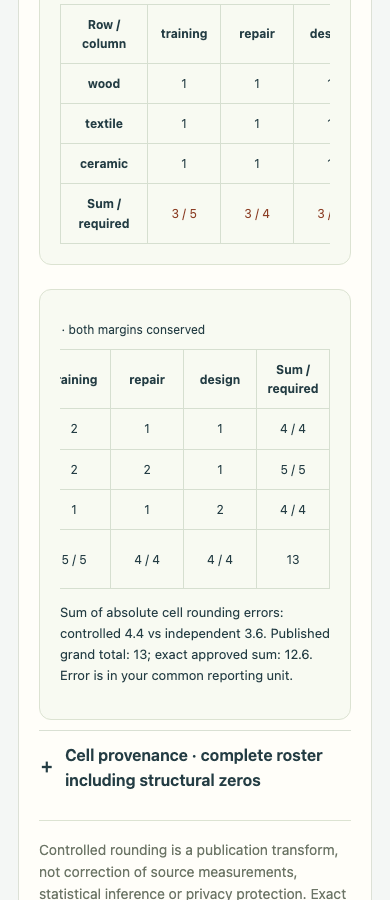 Row / column training repair
wood 1 1
textile 1 1
ceramic 1 1
Sum / required 3 / 5 3 / 4 3 /
· both margins conserved
repair design Sum / required
2 1 1 4 / 4
2 2 1 5 / 5
1 1 2 4 / 4
5 / 5 4 / 4 4 / 4 13
Sum of absolute cell rounding errors:
controlled 4.4 vs independent 3.6. Published
grand total: 13; exact approved sum: 12.6.
Error is in your common reporting unit.
+ Cell provenance · complete roster
including structural zeros
Controlled rounding is a publication transform,
not correction of source measurements,
statistical inference or privacy protection. Exact